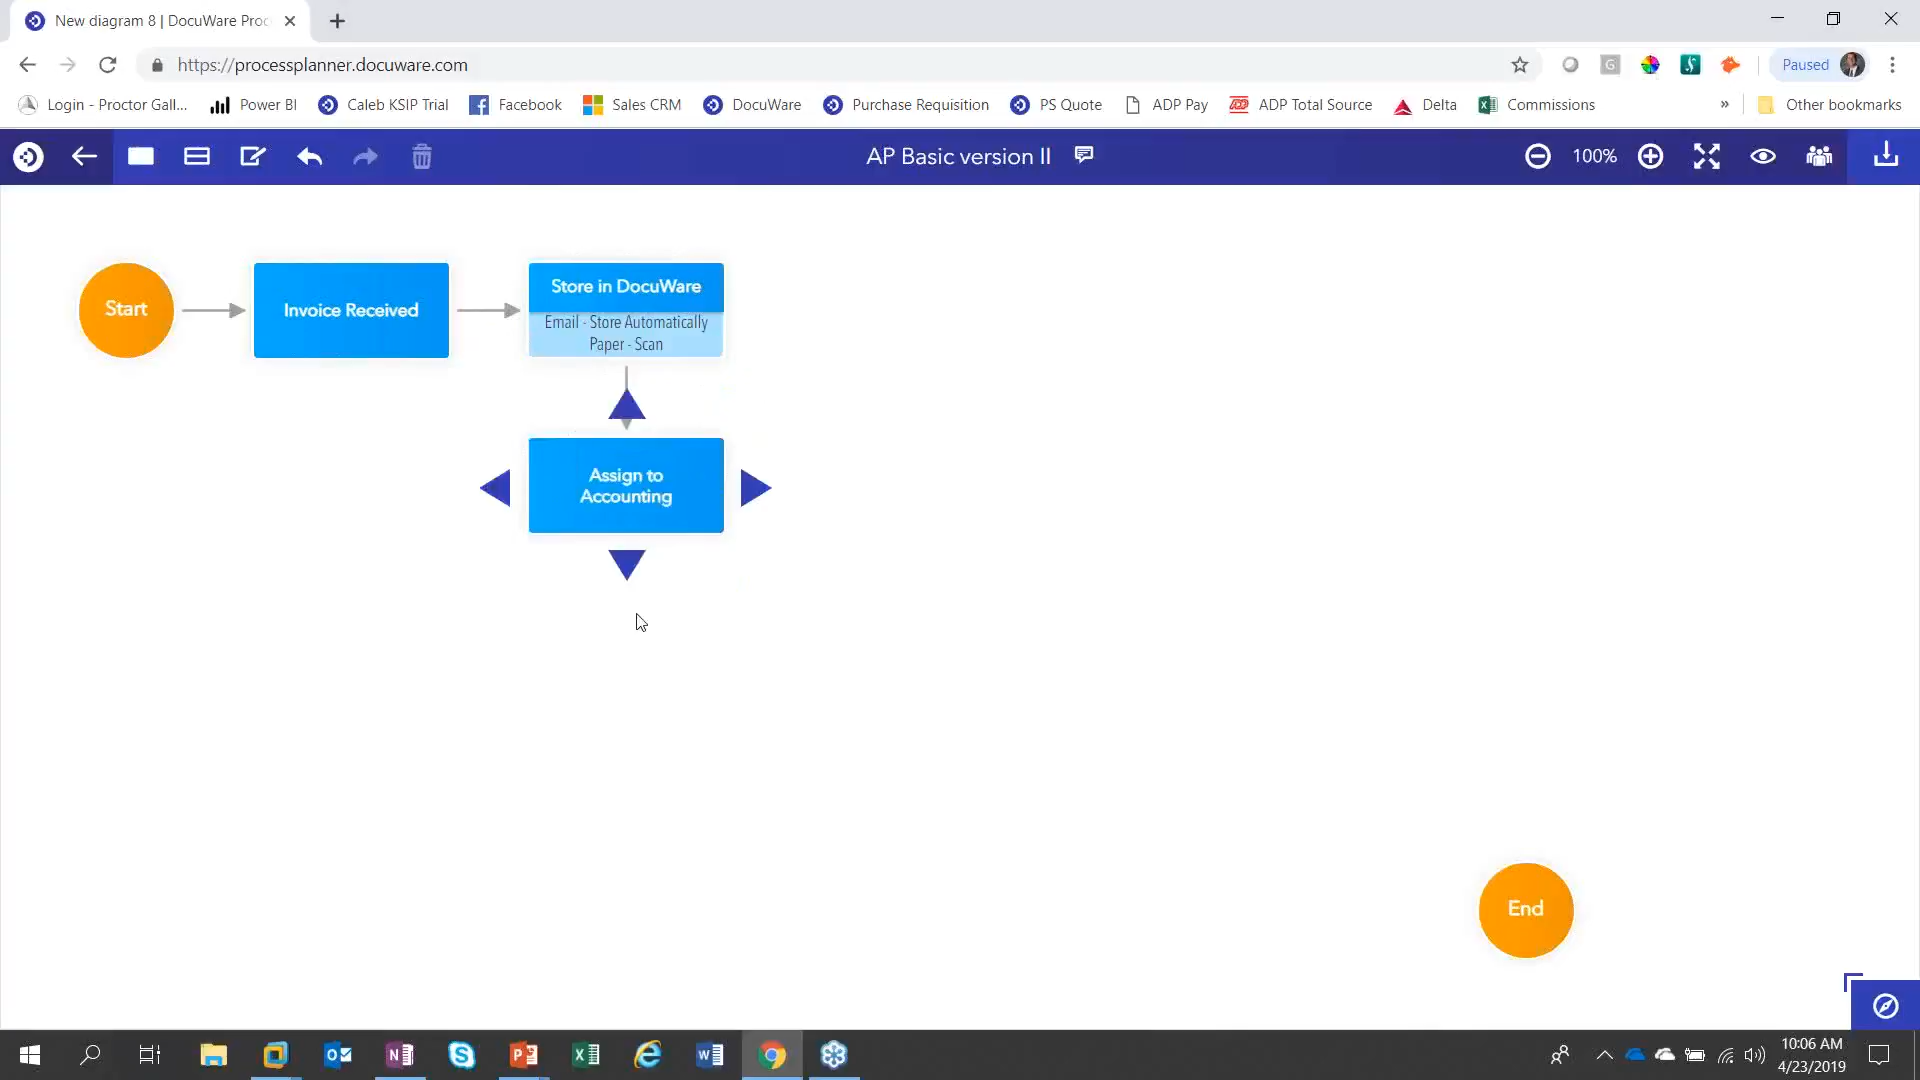 New diagram 8 | DocuWare Proc
https://processplanner.docuware.com
Paused
Login - Proctor Gall...
Power BI
Caleb KSIP Trial
Facebook
Sales CRM
DocuWare
Purchase Requisition
PS Quote
ADP Pay
ADP Total Source
Delta
Commissions
»
Other bookmarks
AP Basic version II
100%
Start
Invoice Received
Store in DocuWare
Email - Store Automatically
Paper - Scan
Assign to
Accounting
End
10:06 AM
4/23/2019